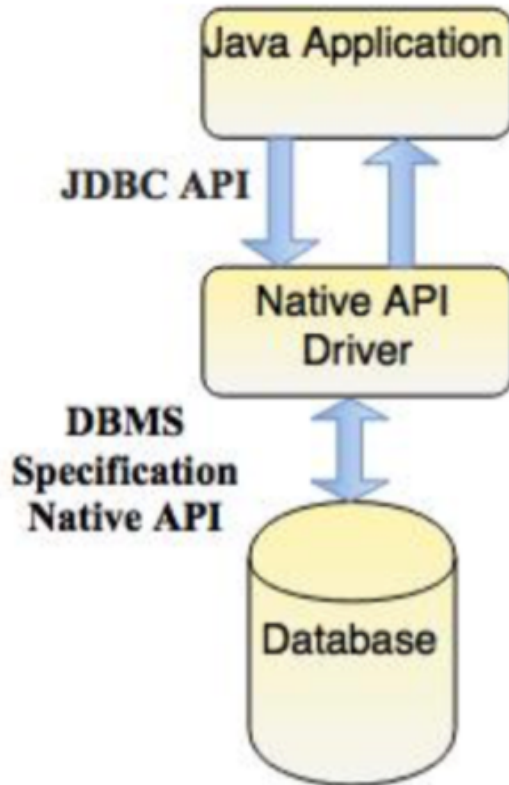 Java Application
JDBC API
Native API
Driver
DBMS
Specification
Native API
Database